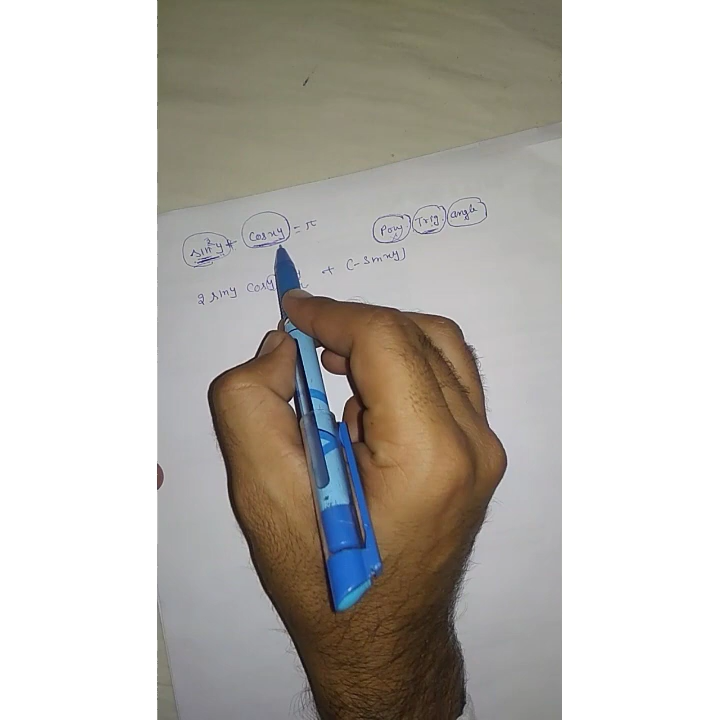 sin²y + cosxy = π
Pow Trig. angle
2 siny cosy + (-sinxy)